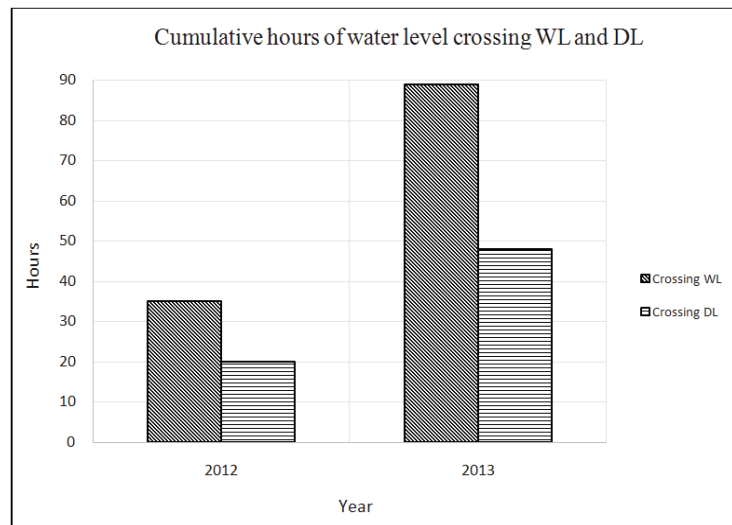 Cumulative hours of water level crossing WL and DL
90
80
70
60
50
40
30
20
10
0
Hours
2012
2013
Year
Crossing WL
Crossing DL